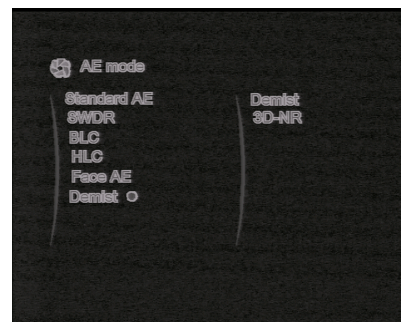 AE mode
Standard AE
SWDR
BLC
HLC
Face AE
Demist
Demist
3D-NR